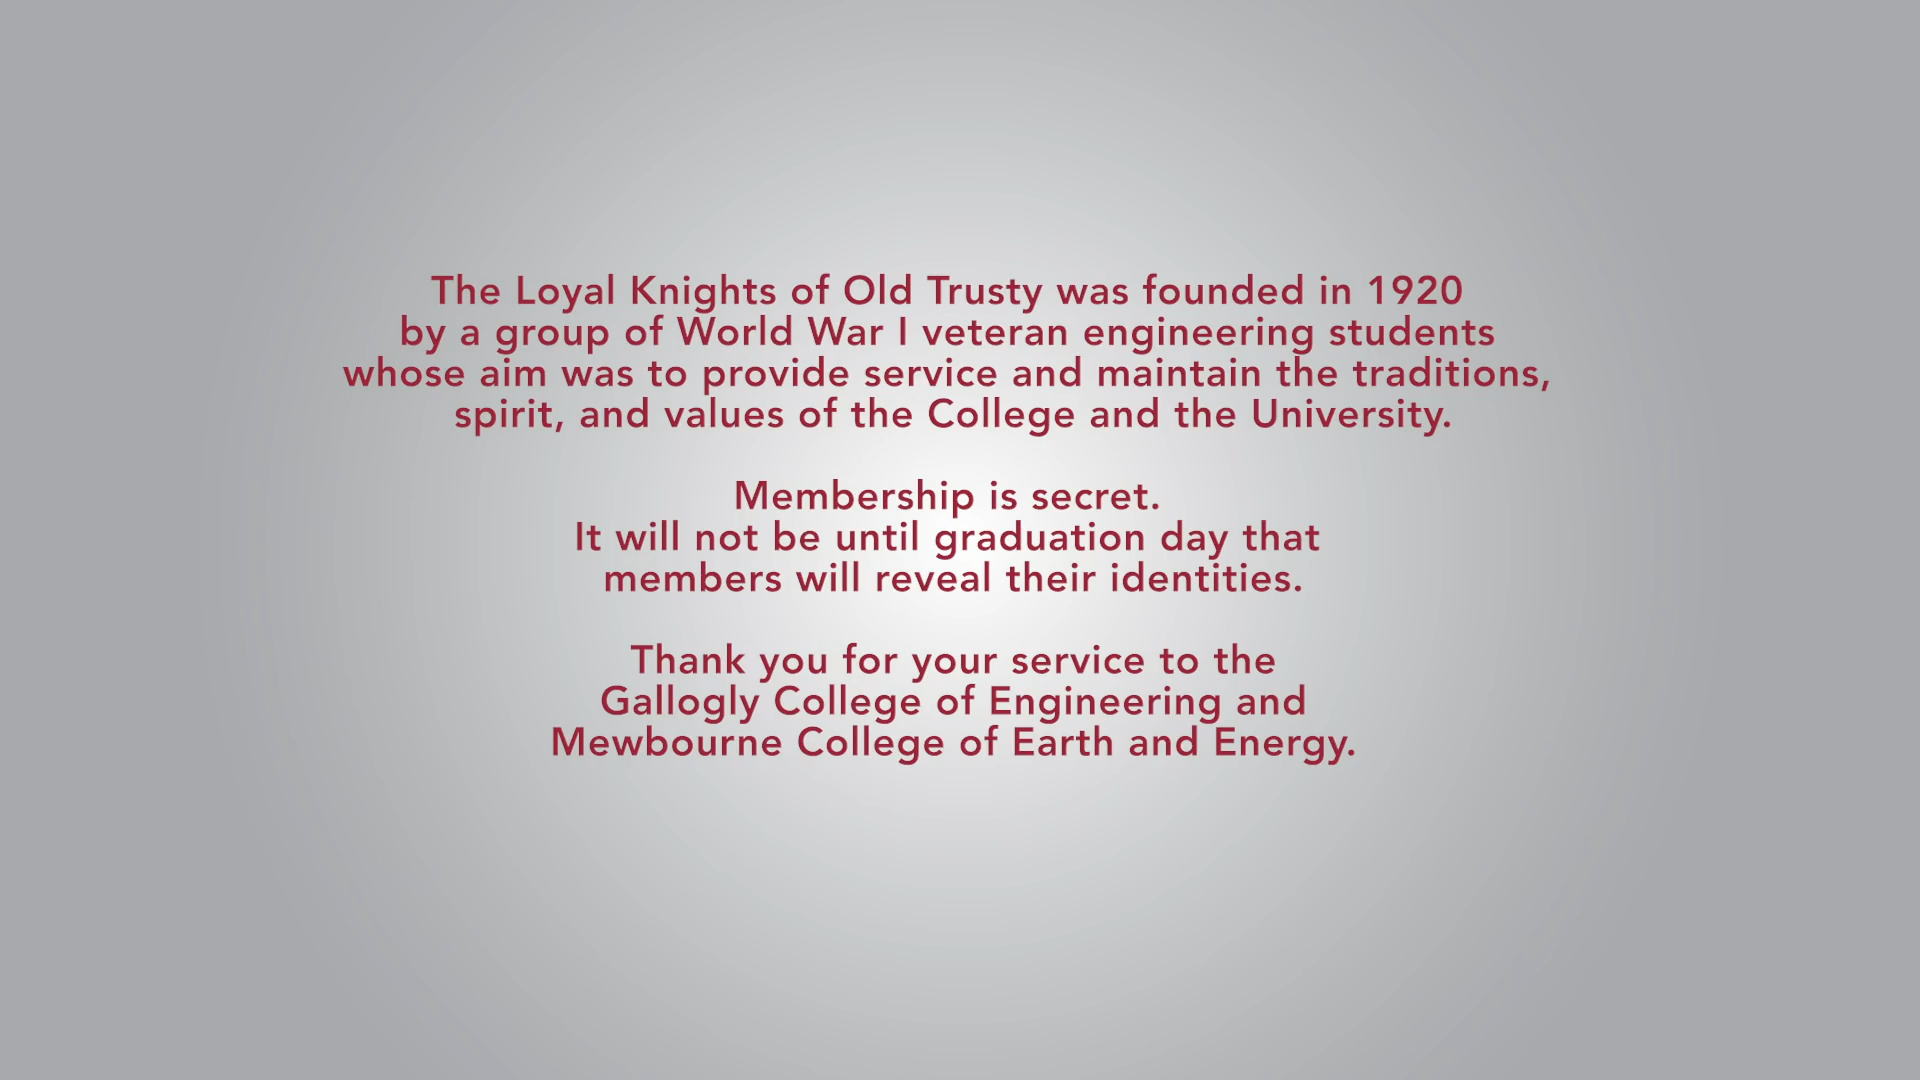 The Loyal Knights of Old Trusty was founded in 1920
by a group of World War I veteran engineering students
whose aim was to provide service and maintain the traditions,
spirit, and values of the College and the University.
Membership is secret.
It will not be until graduation day that
members will reveal their identities.
Thank you for your service to the
Gallogly College of Engineering and
Mewbourne College of Earth and Energy.